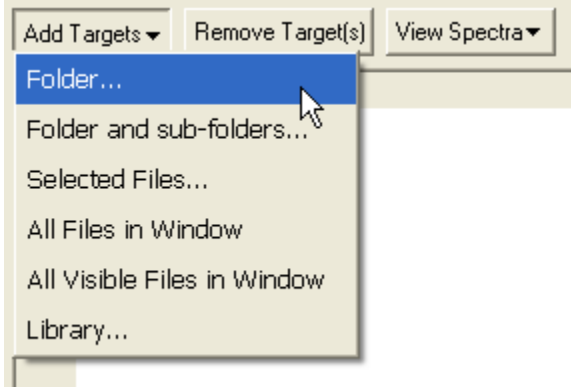 Add Targets Remove Target(s) View Spectra
Folder...
Folder and sub-folders...
Selected Files...
All Files in Window
All Visible Files in Window
Library...